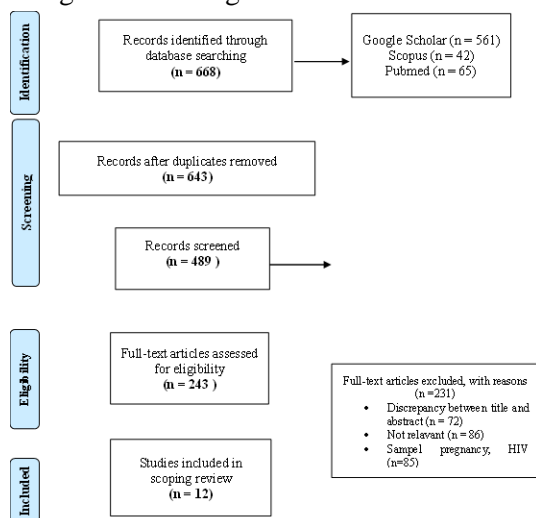 Identification
Records identified through
database searching
(n = 668)
Google Scholar (n = 561)
Scopus (n = 42)
Pubmed (n = 65)
Screening
Records after duplicates removed
(n = 643)
Records screened
(n = 489 )
Eligibility
Full-text articles assessed
for eligibility
(n = 243 )
Full-text articles excluded, with reasons
(n =231)
• Discrepancy between title and
abstract (n = 72)
• Not relevant (n = 86)
• Sampel pregnancy, HIV
(n=85)
Included
Studies included in
scoping review
(n = 12)